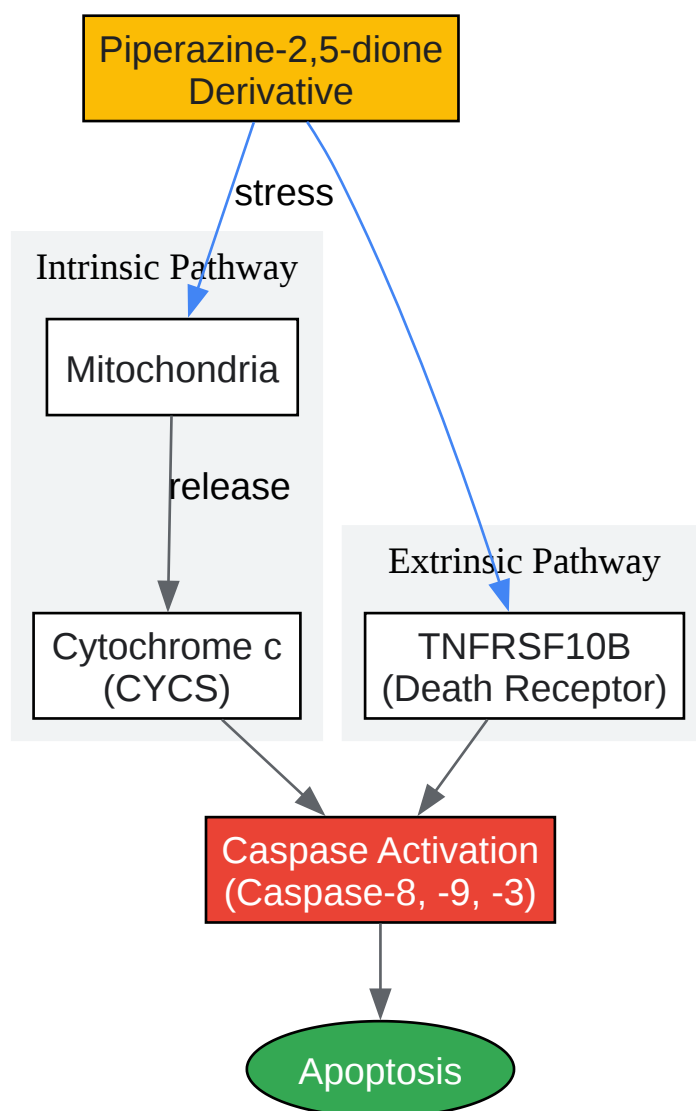 Piperazine-2,5-dione
Derivative
stress
Intrinsic Pathway
Mitochondria
release
Extrinsic Pathway
Cytochrome c
(CYCS)
TNFRSF10B
(Death Receptor)
Caspase Activation
(Caspase-8, -9, -3)
Apoptosis